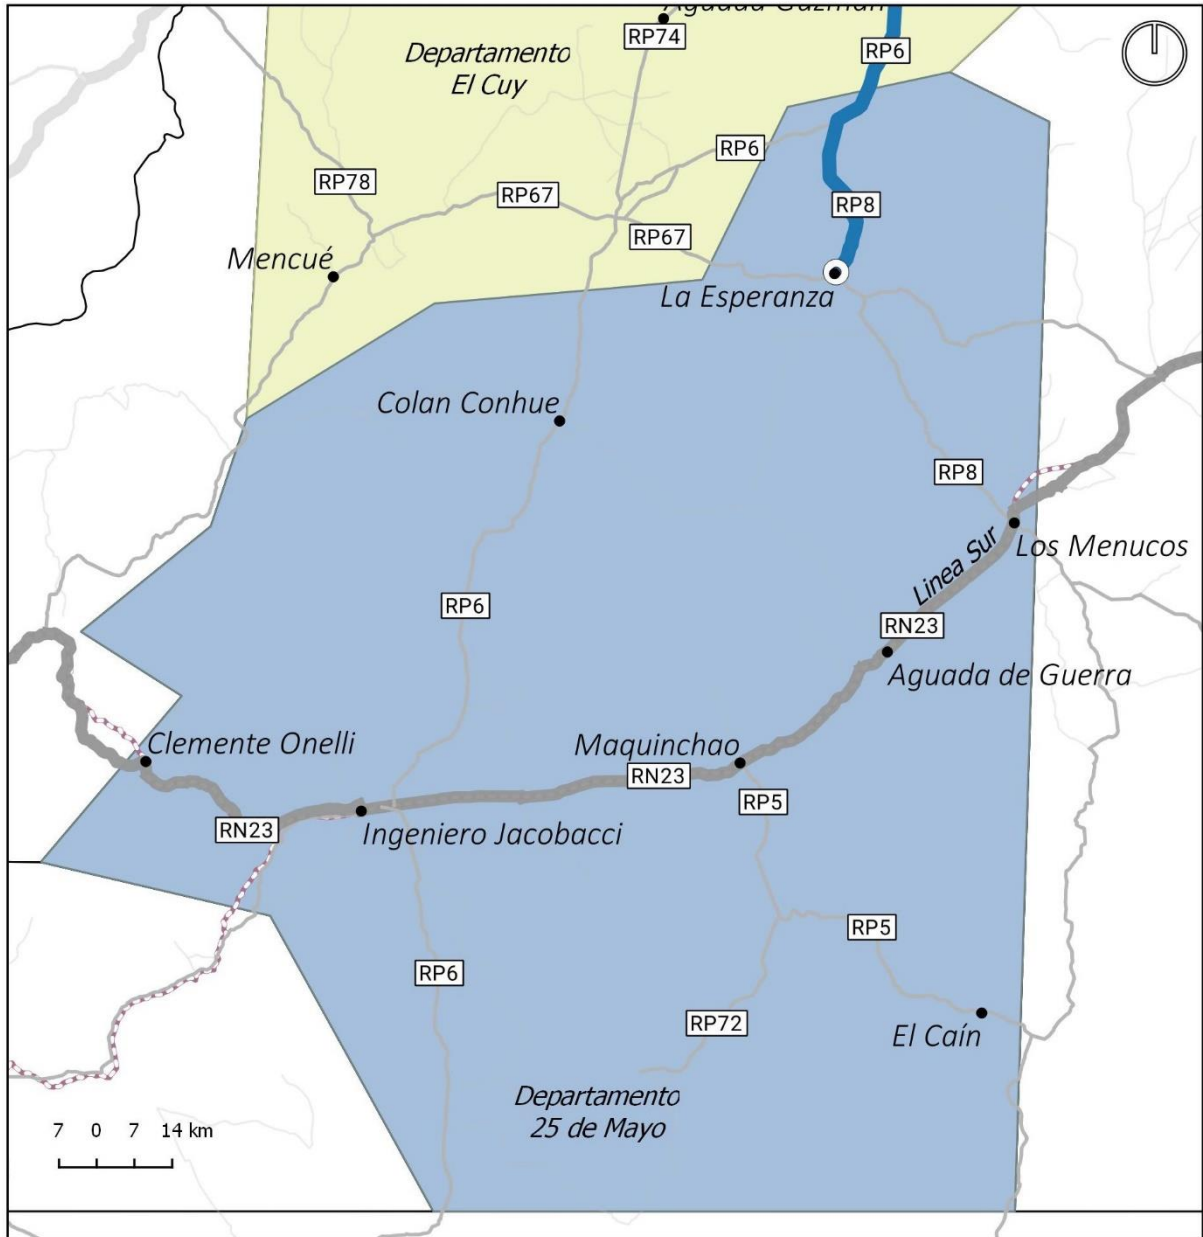 Aguada Guzmán
RP74
RP6
Departamento
El Cuy
RP6
RP78
RP67
RP8
RP67
Mencué
La Esperanza
Colan Conhue
RP8
Linea Sur
Los Menucos
RP6
RN23
Aguada de Guerra
Clemente Onelli
Maquinchao
RN23
RP5
RN23
Ingeniero Jacobacci
RP5
RP6
RP72
El Caín
Departamento
25 de Mayo
7 0 7 14 km